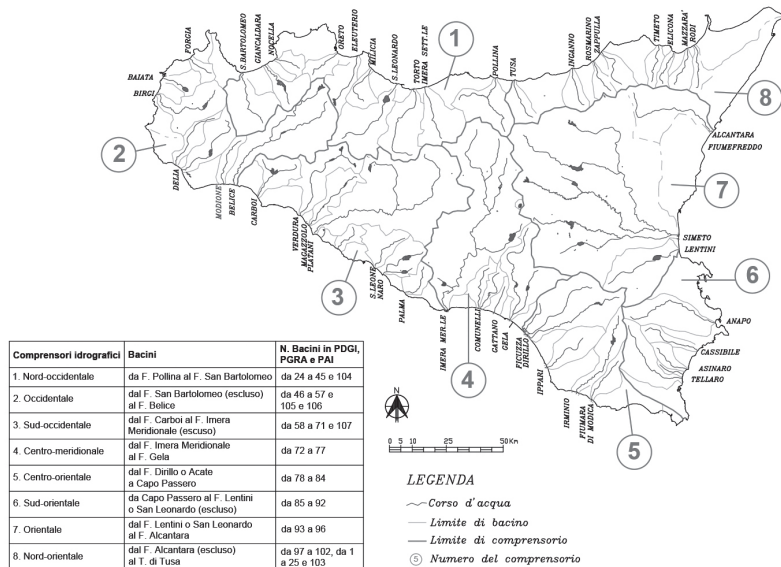 FORGIA
S.BARTOLOMEO
GIANCALDARA
NOCELLA
ORETO
ELEUTERIO
MILICIA
S.LEONARDO
TORTO
IMERA SETT.LE
1
POLLINA
TUSA
INGANNO
ROSMARINO
ZAPPULLA
TIMETO
ELICONA
MAZZARA'
RODI
8
BAIATA
BIRGI
2
DELIA
MODIONE
BELICE
CARBOI
VERDURA
MAGAZZOLO
PLATANI
3
S.LEONE
NARO
PALMA
IMERA MER.LE
4
COMUNELLE
GATTANO
GELA
FICUZZA
DIRILLO
IPPARI
IRMINIO
FIUMARA
DI MODICA
5
ALCANTARA
FIUMEFREDDO
7
SIMETO
LENTINI
6
ANAPO
CASSIBILE
ASINARO
TELLARO
Comprensori idrografici Bacini N. Bacini in PDGI,
PGRA e PAI
1. Nord-occidentale da F. Pollina al F. San Bartolomeo da 24 a 45 e 104
2. Occidentale dal F. San Bartolomeo (escluso)
al F. Belice da 46 a 57 e
105 e 106
3. Sud-occidentale dal F. Carboi al F. Imera
Meridionale (escuso) da 58 a 71 e 107
4. Centro-meridionale dal F. Imera Meridionale
al F. Gela da 72 a 77
5. Centro-orientale dal F. Dirillo o Acate
a Capo Passero da 78 a 84
6. Sud-orientale da Capo Passero al F. Lentini
o San Leonardo (escluso) da 85 a 92
7. Orientale dal F. Lentini o San Leonardo
al F. Alcantara da 93 a 96
8. Nord-orientale dal F. Alcantara (escluso)
al T. di Tusa da 97 a 102, da 1
a 25 e 103
N
0 5 10 25 50 Km
LEGENDA
Corso d'acqua
Limite di bacino
Limite di comprensorio
5 Numero del comprensorio